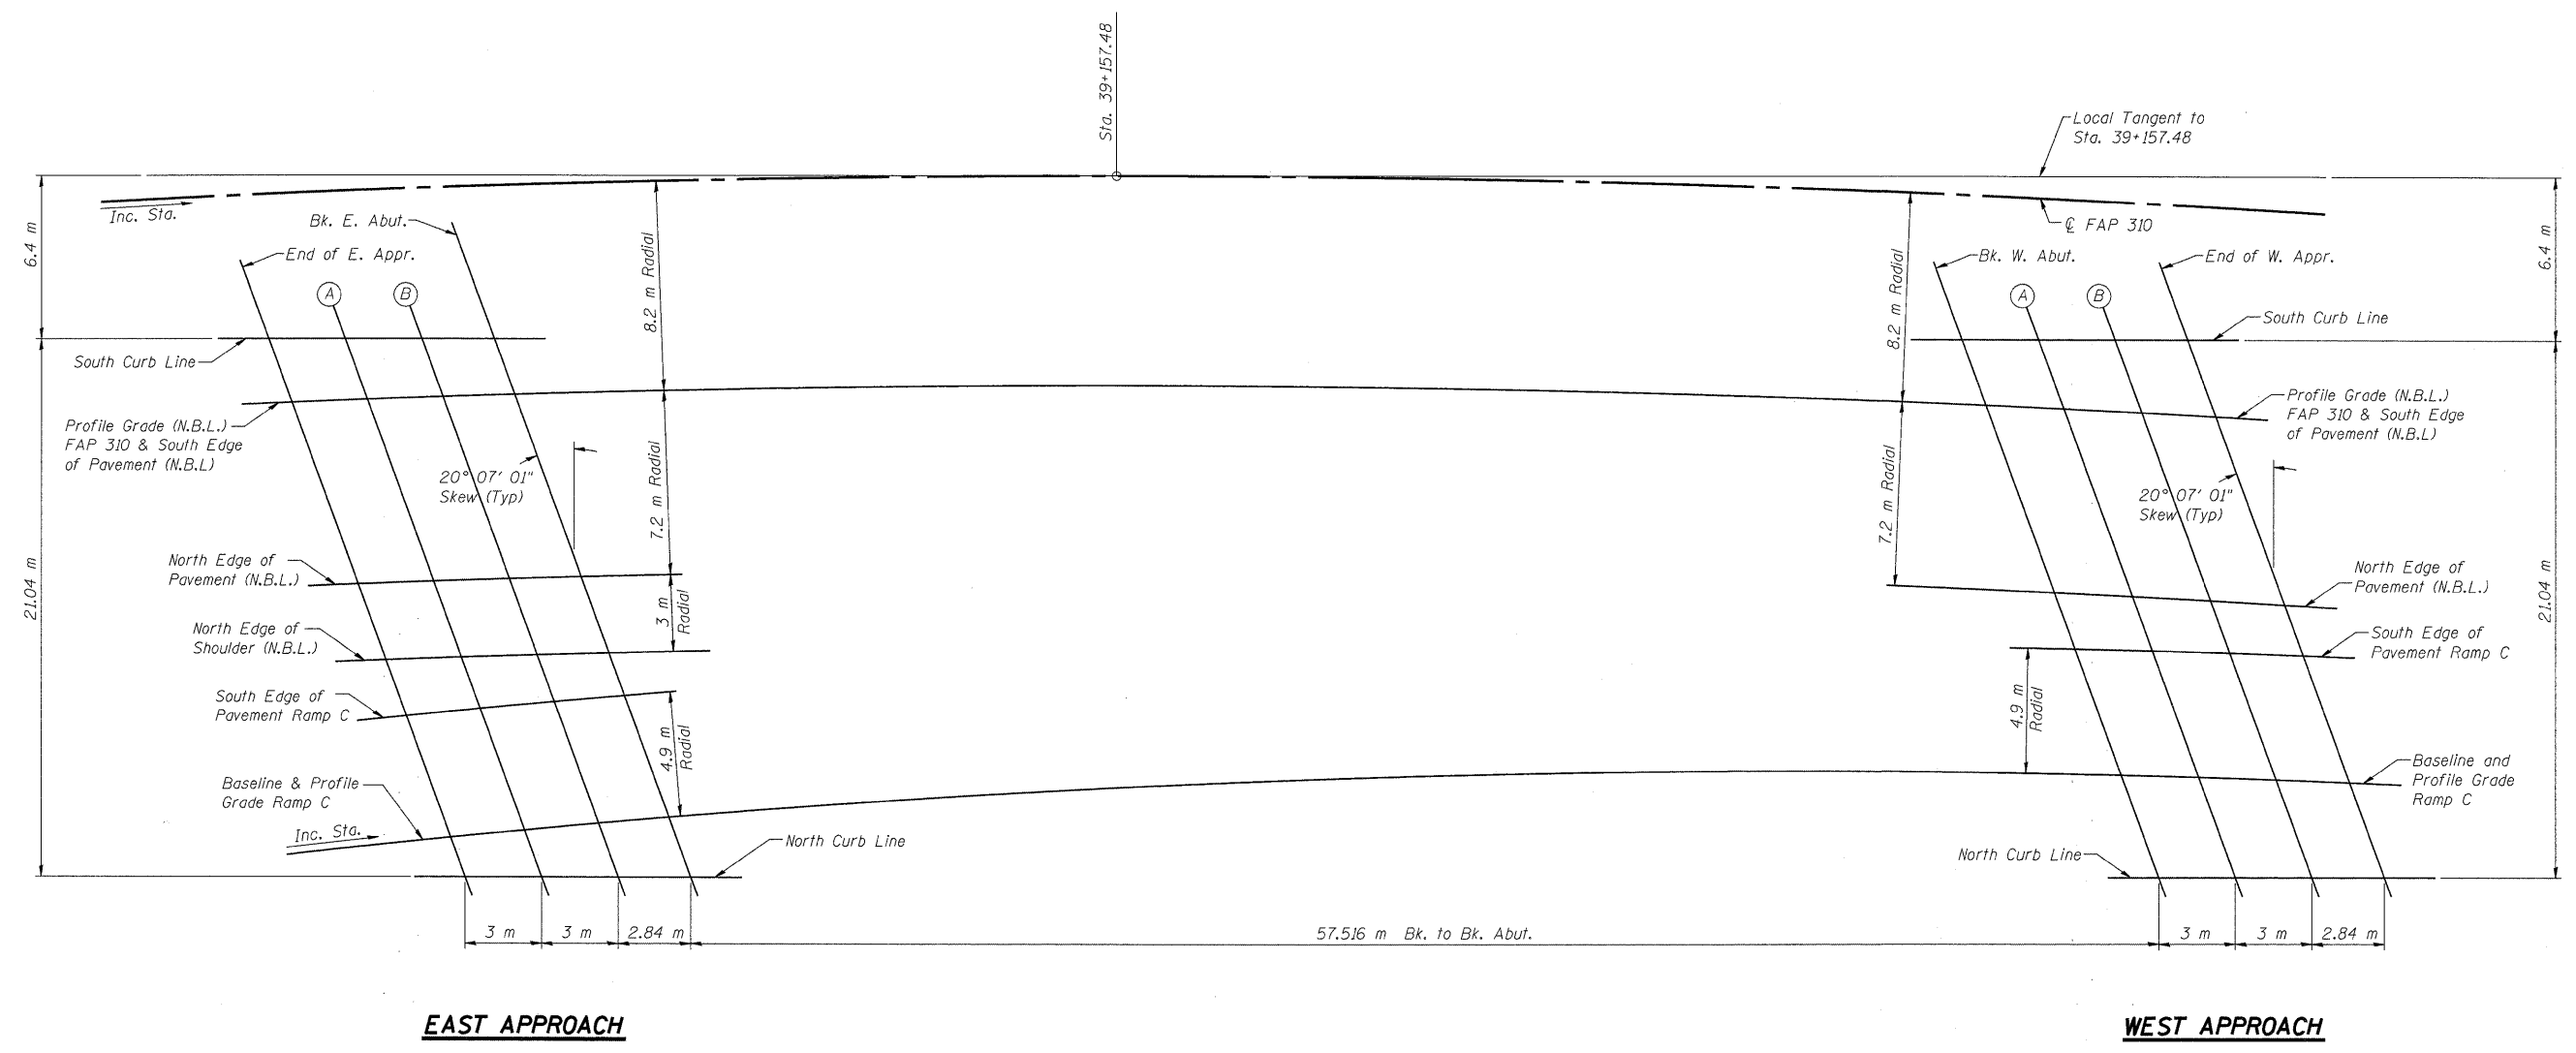 Sta. 39+157.48
Local Tangent to
Sta. 39+157.48
Inc. Sta.
Bk. E. Abut.
End of E. Appr.
A
B
6.4 m
8.2 m Radial
8.2 m Radial
℄ FAP 310
Bk. W. Abut.
End of W. Appr.
A
B
6.4 m
South Curb Line
South Curb Line
Profile Grade (N.B.L.)
FAP 310 & South Edge
of Pavement (N.B.L)
Profile Grade (N.B.L.)
FAP 310 & South Edge
of Pavement (N.B.L)
20° 07' 01"
Skew (Typ)
7.2 m Radial
7.2 m Radial
20° 07' 01"
Skew (Typ)
21.04 m
21.04 m
North Edge of
Pavement (N.B.L.)
North Edge of
Pavement (N.B.L.)
3 m
Radial
North Edge of
Shoulder (N.B.L.)
South Edge of
Pavement Ramp C
South Edge of
Pavement Ramp C
4.9 m
Radial
4.9 m
Radial
Baseline & Profile
Grade Ramp C
Baseline and
Profile Grade
Ramp C
Inc. Sta.
North Curb Line
North Curb Line
3 m
3 m
2.84 m
57.516 m Bk. to Bk. Abut.
3 m
3 m
2.84 m
EAST APPROACH
WEST APPROACH